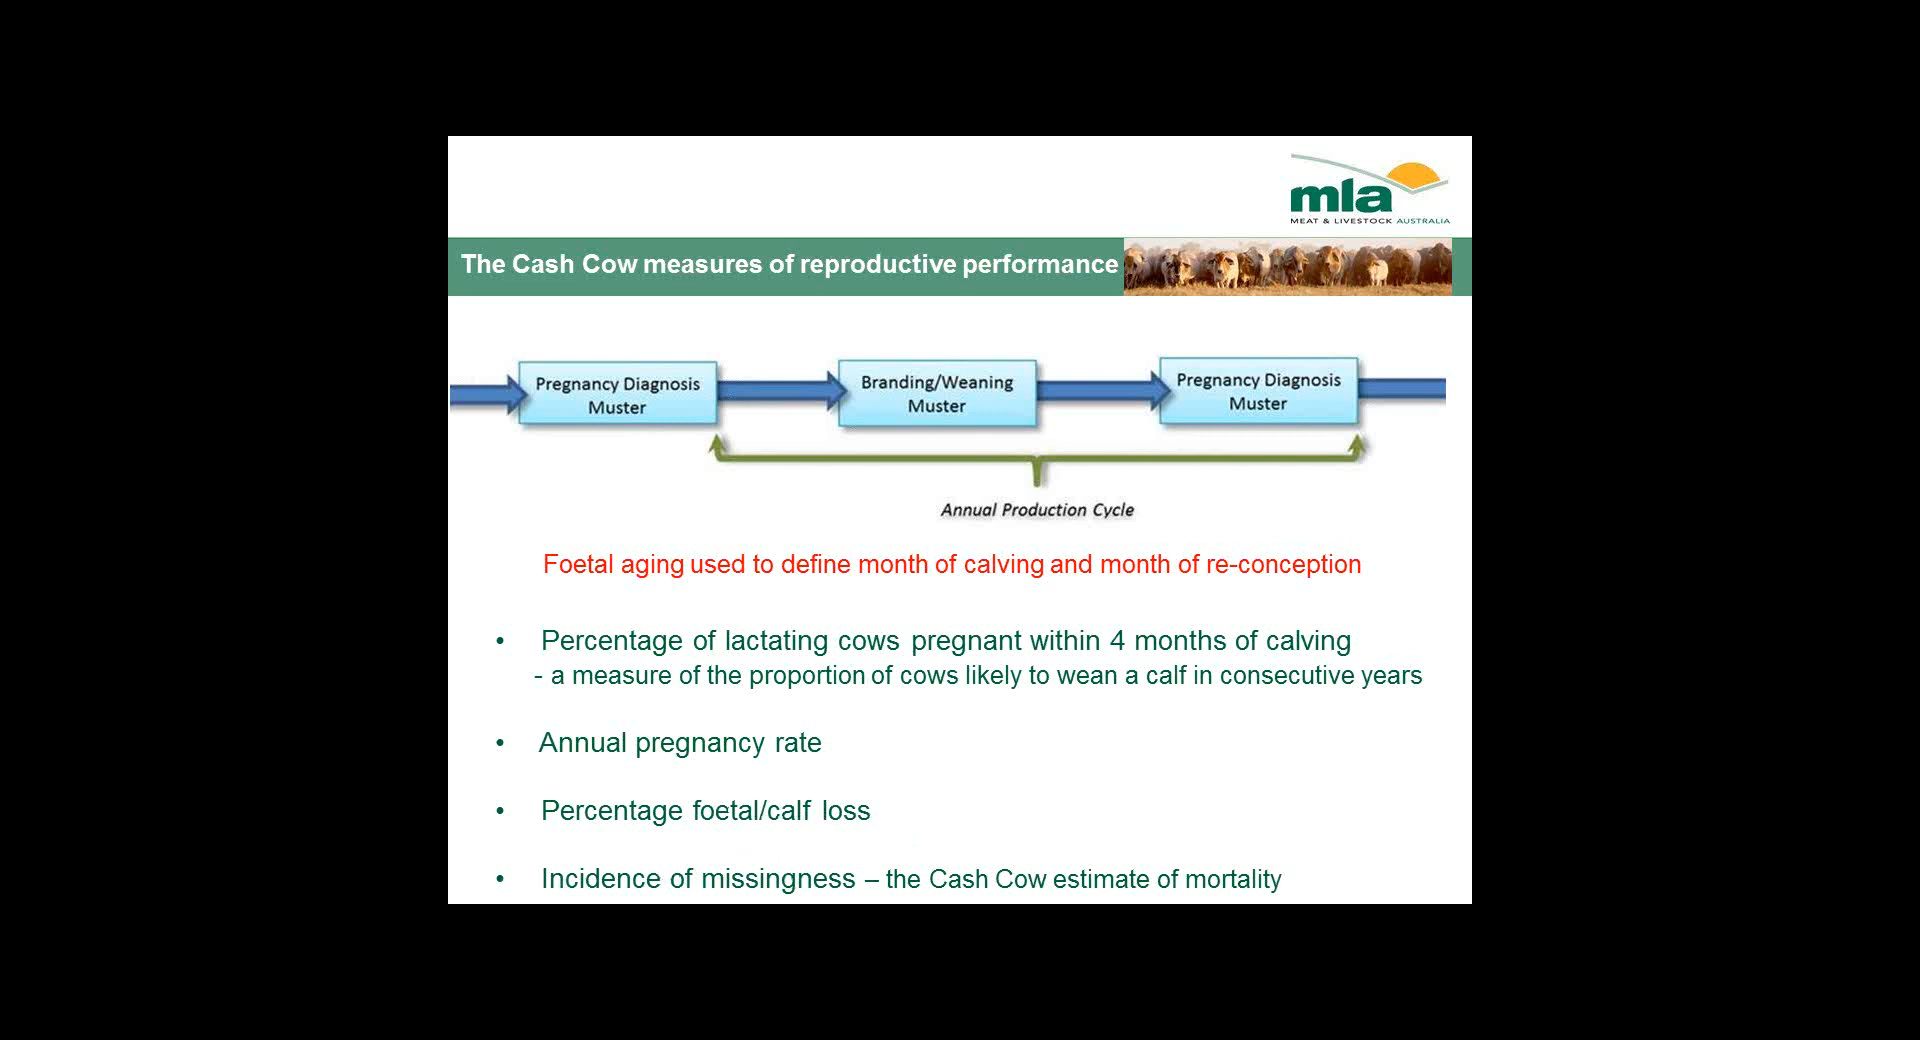 mla
MEAT & LIVESTOCK AUSTRALIA
The Cash Cow measures of reproductive performance
Pregnancy Diagnosis
Muster
Branding/Weaning
Muster
Pregnancy Diagnosis
Muster
Annual Production Cycle
Foetal aging used to define month of calving and month of re-conception
• Percentage of lactating cows pregnant within 4 months of calving
- a measure of the proportion of cows likely to wean a calf in consecutive years
• Annual pregnancy rate
• Percentage foetal/calf loss
• Incidence of missingness – the Cash Cow estimate of mortality